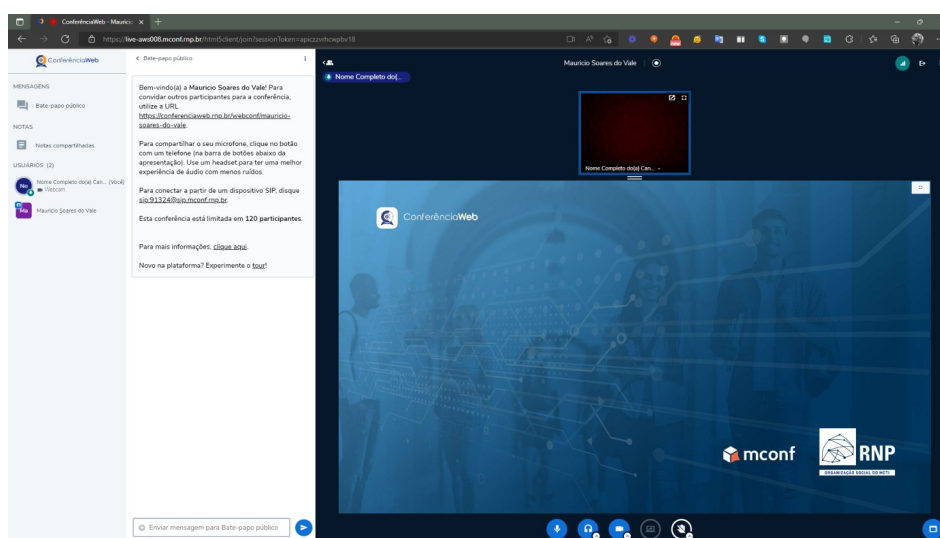 ConferênciaWeb - Mauricio
https://live-aws008.mconf.rnp.br/html5client/join?sessionToken=apiczzvrhcwpbv18
ConferênciaWeb
MENSAGENS
Bate-papo público
NOTAS
Notas compartilhadas
USUÁRIOS (2)
No
Nome Completo do(a) Can... (Você)
Webcam
Ma
Mauricio Soares do Vale
Bate-papo público
Bem-vindo(a) a Mauricio Soares do Vale! Para
convidar outros participantes para a conferência,
utilize a URL
https://conferenciaweb.rnp.br/webconf/mauricio-
soares-do-vale.
Para compartilhar o seu microfone, clique no botão
com um telefone (na barra de botões abaixo da
apresentação). Use um headset para ter uma melhor
experiência de áudio com menos ruídos.
Para conectar a partir de um dispositivo SIP, disque
sip:91324@sip.mconf.rnp.br.
Esta conferência está limitada em 120 participantes.
Para mais informações, clique aqui.
Novo na plataforma? Experimente o tour!
Enviar mensagem para Bate-papo público
Mauricio Soares do Vale
Nome Completo do(...
Nome Completo do(a) Can...
ConferênciaWeb
mconf
RNP
ORGANIZAÇÃO SOCIAL DO MCTI